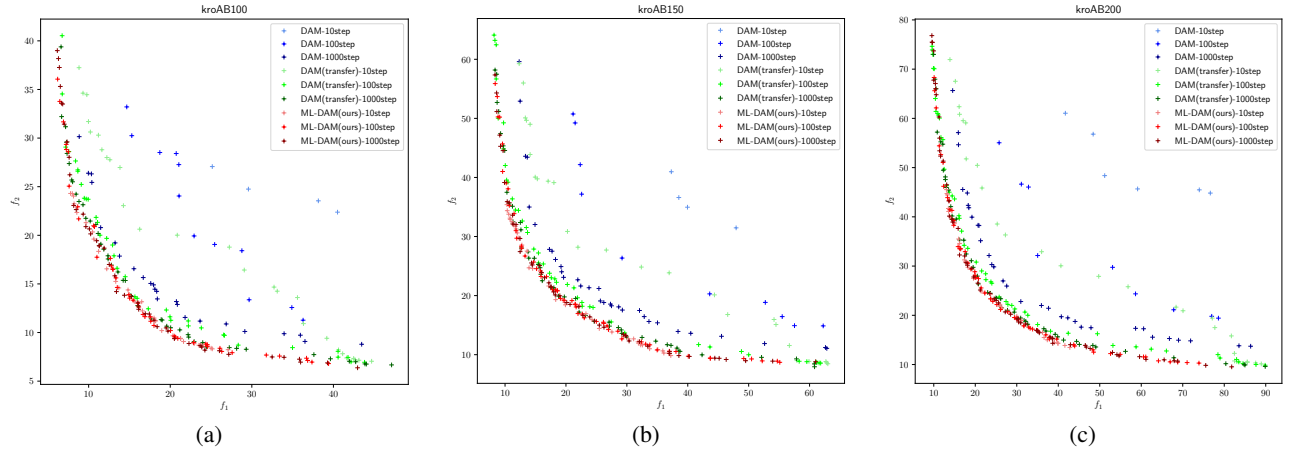 kroAB100
DAM-10step
DAM-100step
DAM-1000step
DAM(transfer)-10step
DAM(transfer)-100step
DAM(transfer)-1000step
ML-DAM(ours)-10step
ML-DAM(ours)-100step
ML-DAM(ours)-1000step
40
35
30
25
20
15
10
5
f2
10
20
30
40
f1
(a)
kroAB150
DAM-10step
DAM-100step
DAM-1000step
DAM(transfer)-10step
DAM(transfer)-100step
DAM(transfer)-1000step
ML-DAM(ours)-10step
ML-DAM(ours)-100step
ML-DAM(ours)-1000step
60
50
40
30
20
10
f2
10
20
30
40
50
60
f1
(b)
kroAB200
DAM-10step
DAM-100step
DAM-1000step
DAM(transfer)-10step
DAM(transfer)-100step
DAM(transfer)-1000step
ML-DAM(ours)-10step
ML-DAM(ours)-100step
ML-DAM(ours)-1000step
80
70
60
50
40
30
20
10
f2
10
20
30
40
50
60
70
80
90
f1
(c)